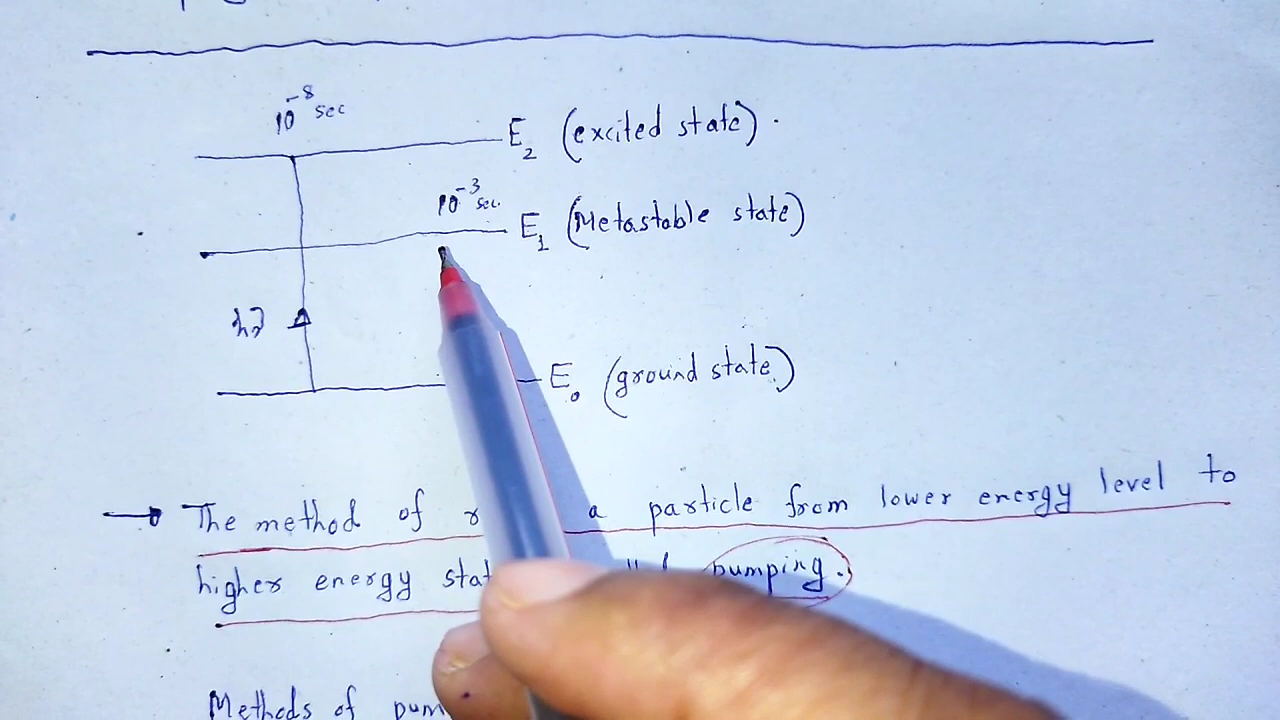 10⁻⁸ sec
E₂ (excited state).
10⁻³ sec.
E₁ (Metastable state)
hν
E₀ (ground state)
The method of a particle from lower energy level to
higher energy pumping.
Methods of